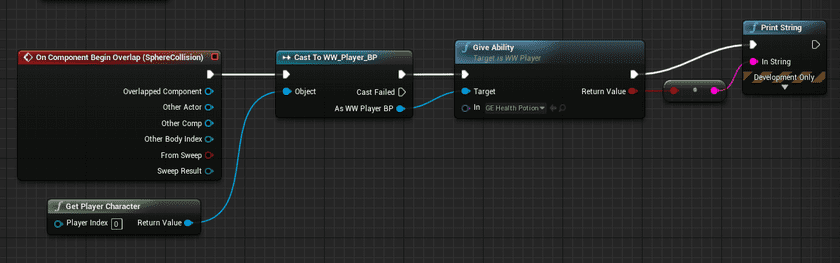 On Component Begin Overlap (SphereCollision)
Overlapped Component
Other Actor
Other Comp
Other Body Index
From Sweep
Sweep Result
Get Player Character
Player Index 0 Return Value
Cast To WW_Player_BP
Object Cast Failed
As WW Player BP
Give Ability
Target is WW Player
Target Return Value
In GE Health Potion
Print String
In String
Development Only